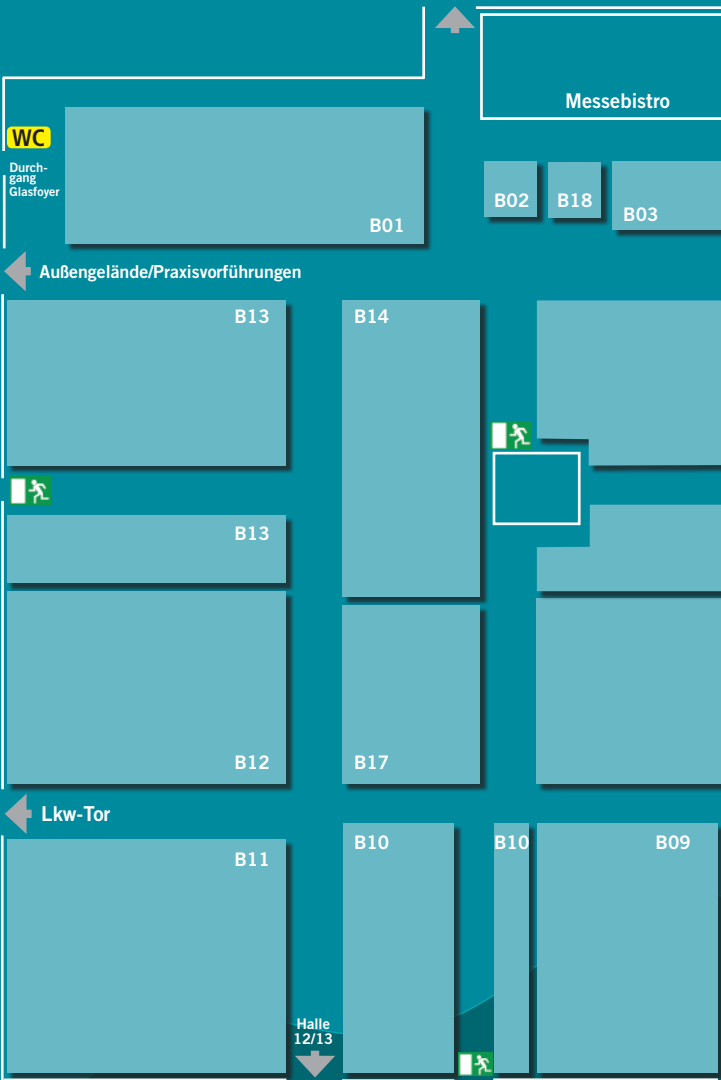 Messebistro
WC
Durch-
gang
Glasfoyer
B01
B02
B18
B03
Außengelände/Praxisvorführungen
B13
B14
B13
B12
B17
Lkw-Tor
B11
B10
B10
B09
Halle
12/13